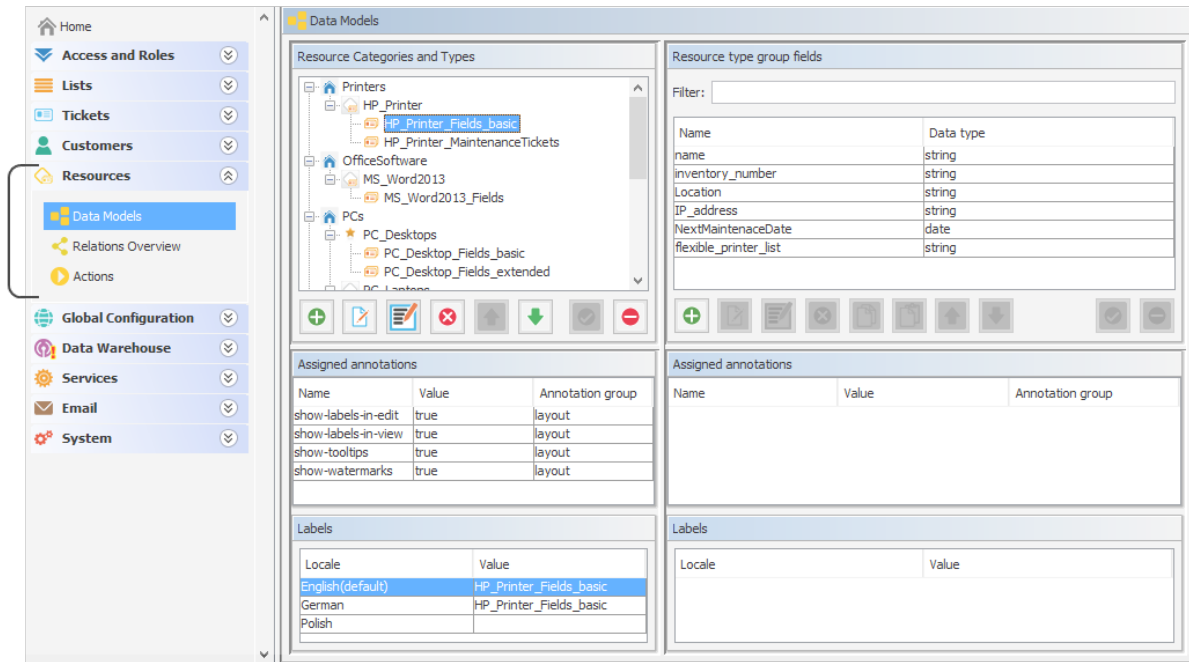 Home
Access and Roles
Lists
Tickets
Customers
Resources
Data Models
Relations Overview
Actions
Global Configuration
Data Warehouse
Services
Email
System
Data Models
Resource Categories and Types
Printers
HP_Printer
HP_Printer_Fields_basic
HP_Printer_MaintenanceTickets
OfficeSoftware
MS_Word2013
MS_Word2013_Fields
PCs
PC_Desktops
PC_Desktop_Fields_basic
PC_Desktop_Fields_extended
PC_Laptops
Assigned annotations
Name Value Annotation group
show-labels-in-edit true layout
show-labels-in-view true layout
show-tooltips true layout
show-watermarks true layout
Labels
Locale Value
English(default) HP_Printer_Fields_basic
German HP_Printer_Fields_basic
Polish
Resource type group fields
Filter:
Name Data type
name string
inventory_number string
Location string
IP_address string
NextMaintenaceDate date
flexible_printer_list string
Assigned annotations
Name Value Annotation group
Labels
Locale Value